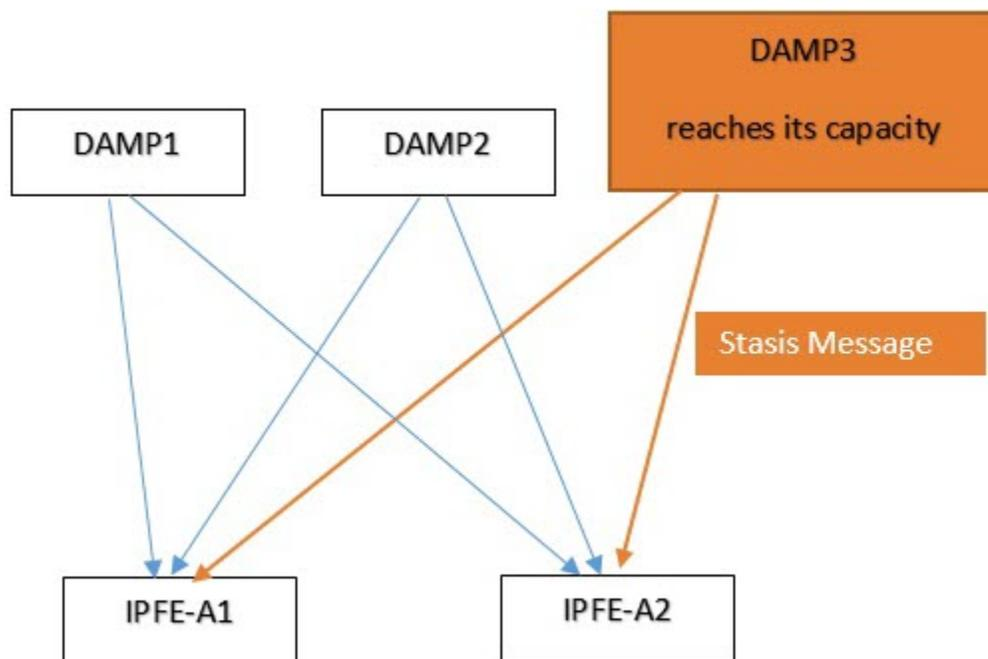 DAMP3
reaches its capacity
DAMP1
DAMP2
Stasis Message
IPFE-A1
IPFE-A2